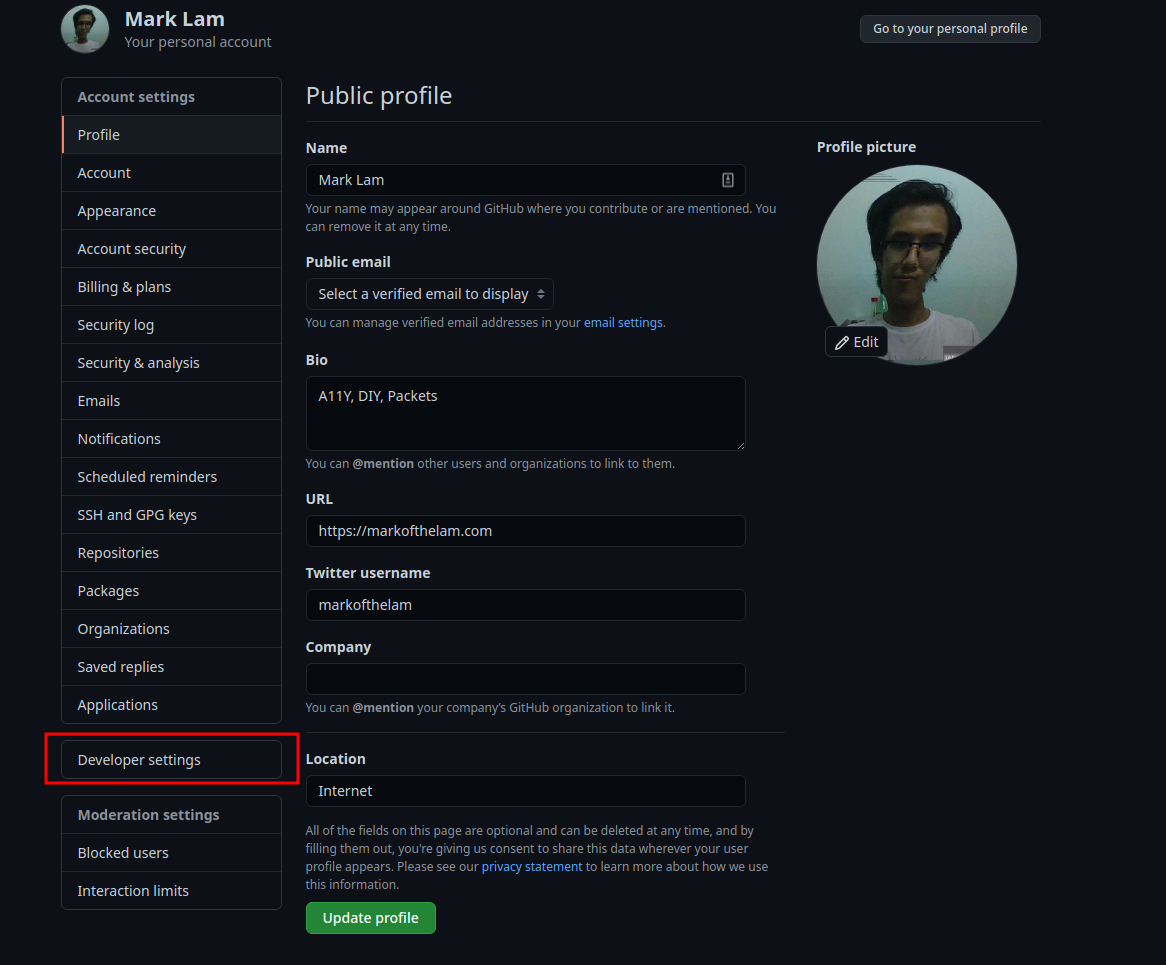 Mark Lam
Your personal account
Go to your personal profile
Account settings
Profile
Account
Appearance
Account security
Billing & plans
Security log
Security & analysis
Emails
Notifications
Scheduled reminders
SSH and GPG keys
Repositories
Packages
Organizations
Saved replies
Applications
Developer settings
Moderation settings
Blocked users
Interaction limits
Public profile
Name
Mark Lam
Your name may appear around GitHub where you contribute or are mentioned. You
can remove it at any time.
Public email
Select a verified email to display
You can manage verified email addresses in your email settings.
Bio
A11Y, DIY, Packets
You can @mention other users and organizations to link to them.
URL
https://markofthelam.com
Twitter username
markofthelam
Company
You can @mention your company's GitHub organization to link it.
Location
Internet
All of the fields on this page are optional and can be deleted at any time, and by
filling them out, you're giving us consent to share this data wherever your user
profile appears. Please see our privacy statement to learn more about how we use
this information.
Update profile
Profile picture
Edit